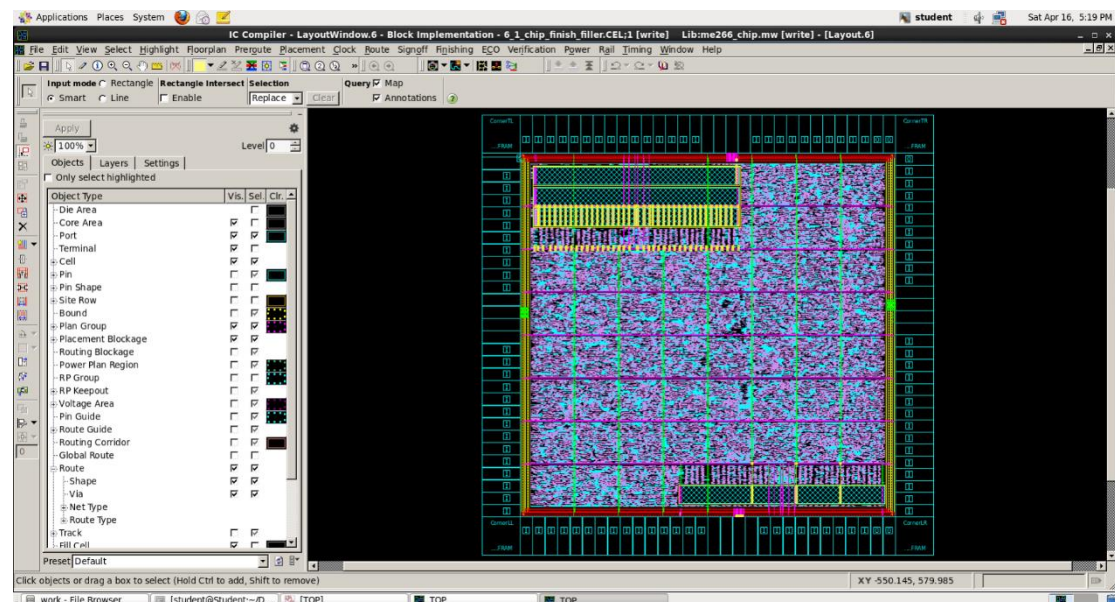 Applications Places System student Sat Apr 16, 5:19 PM
IC Compiler - LayoutWindow.6 - Block Implementation - 6_1_chip_finish_filler.CEL;1 [write] Lib:me266_chip.mw [write] - [Layout.6]
File Edit View Select Highlight Floorplan Preroute Placement Clock Route Signoff Finishing ECO Verification Power Rail Timing Window Help
Input mode Rectangle Rectangle Intersect Selection Query Map
Smart Line Enable Replace Clear Annotations
Apply
100% Level 0
Objects Layers Settings
Only select highlighted
Object Type Vis. Sel. Clr.
Die Area
Core Area
Port
Terminal
Cell
Pin
Pin Shape
Site Row
Bound
Plan Group
Placement Blockage
Routing Blockage
Power Plan Region
RP Group
RP Keepout
Voltage Area
Pin Guide
Route Guide
Routing Corridor
Global Route
Route
Shape
Via
Net Type
Route Type
Track
Fill Cell
Preset Default
0
CornerTL CornerTR
...FRAM ...FRAM
CornerLL CornerLR
...FRAM ...FRAM
Click objects or drag a box to select (Hold Ctrl to add, Shift to remove) XY -550.145, 579.985
work - File Browser [student@Student:~/D [TOP] TOP TOP